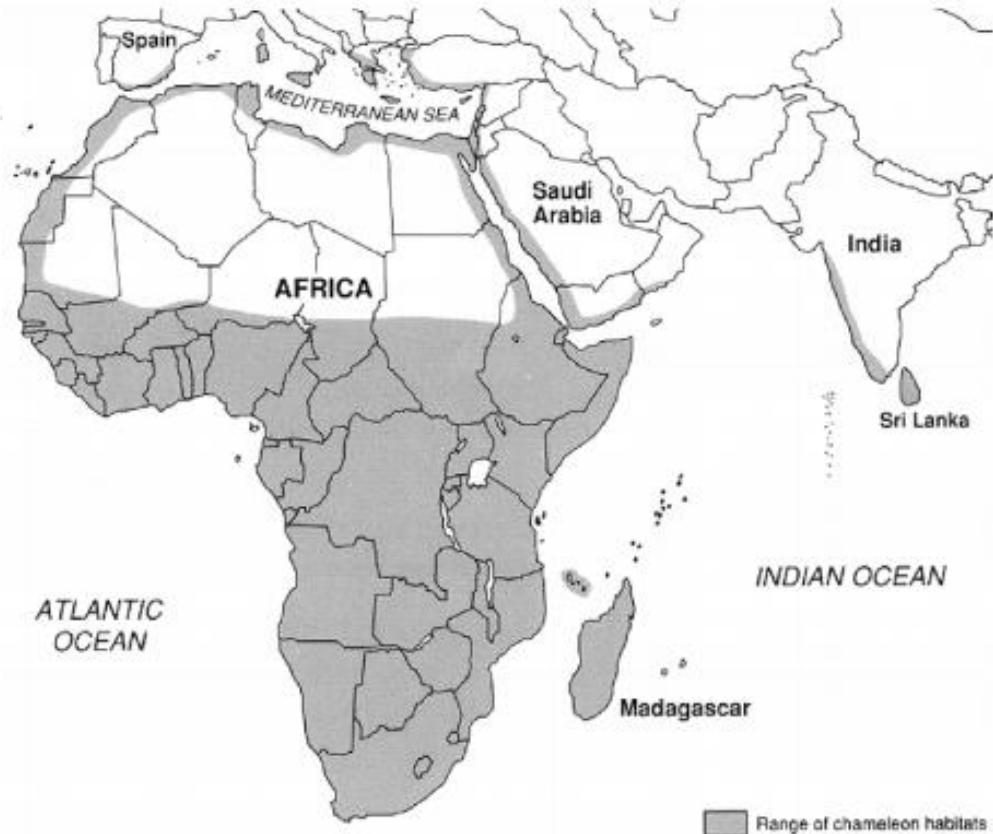 Spain
MEDITERRANEAN SEA
Saudi
Arabia
India
AFRICA
Sri Lanka
INDIAN OCEAN
ATLANTIC
OCEAN
Madagascar
Range of chameleon habitats